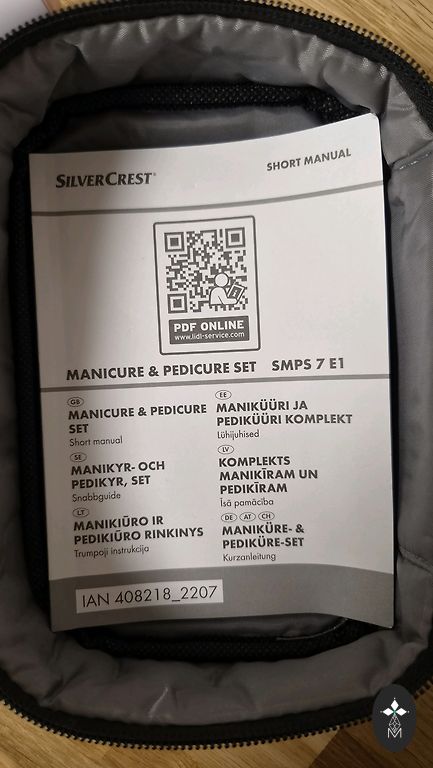 SILVERCREST®
SHORT MANUAL
PDF ONLINE
www.lidl-service.com
MANICURE & PEDICURE SET SMPS 7 E1
GB
MANICURE & PEDICURE
SET
Short manual
SE
MANIKYR- OCH
PEDIKYR, SET
Snabbguide
LT
MANIKIŪRO IR
PEDIKIŪRO RINKINYS
Trumpoji instrukcija
EE
MANIKÜÜRI JA
PEDIKÜÜRI KOMPLEKT
Lühijuhised
LV
KOMPLEKTS
MANIKĪRAM UN
PEDIKĪRAM
Īsā pamācība
DE AT CH
MANIKÜRE- &
PEDIKÜRE-SET
Kurzanleitung
IAN 408218_2207